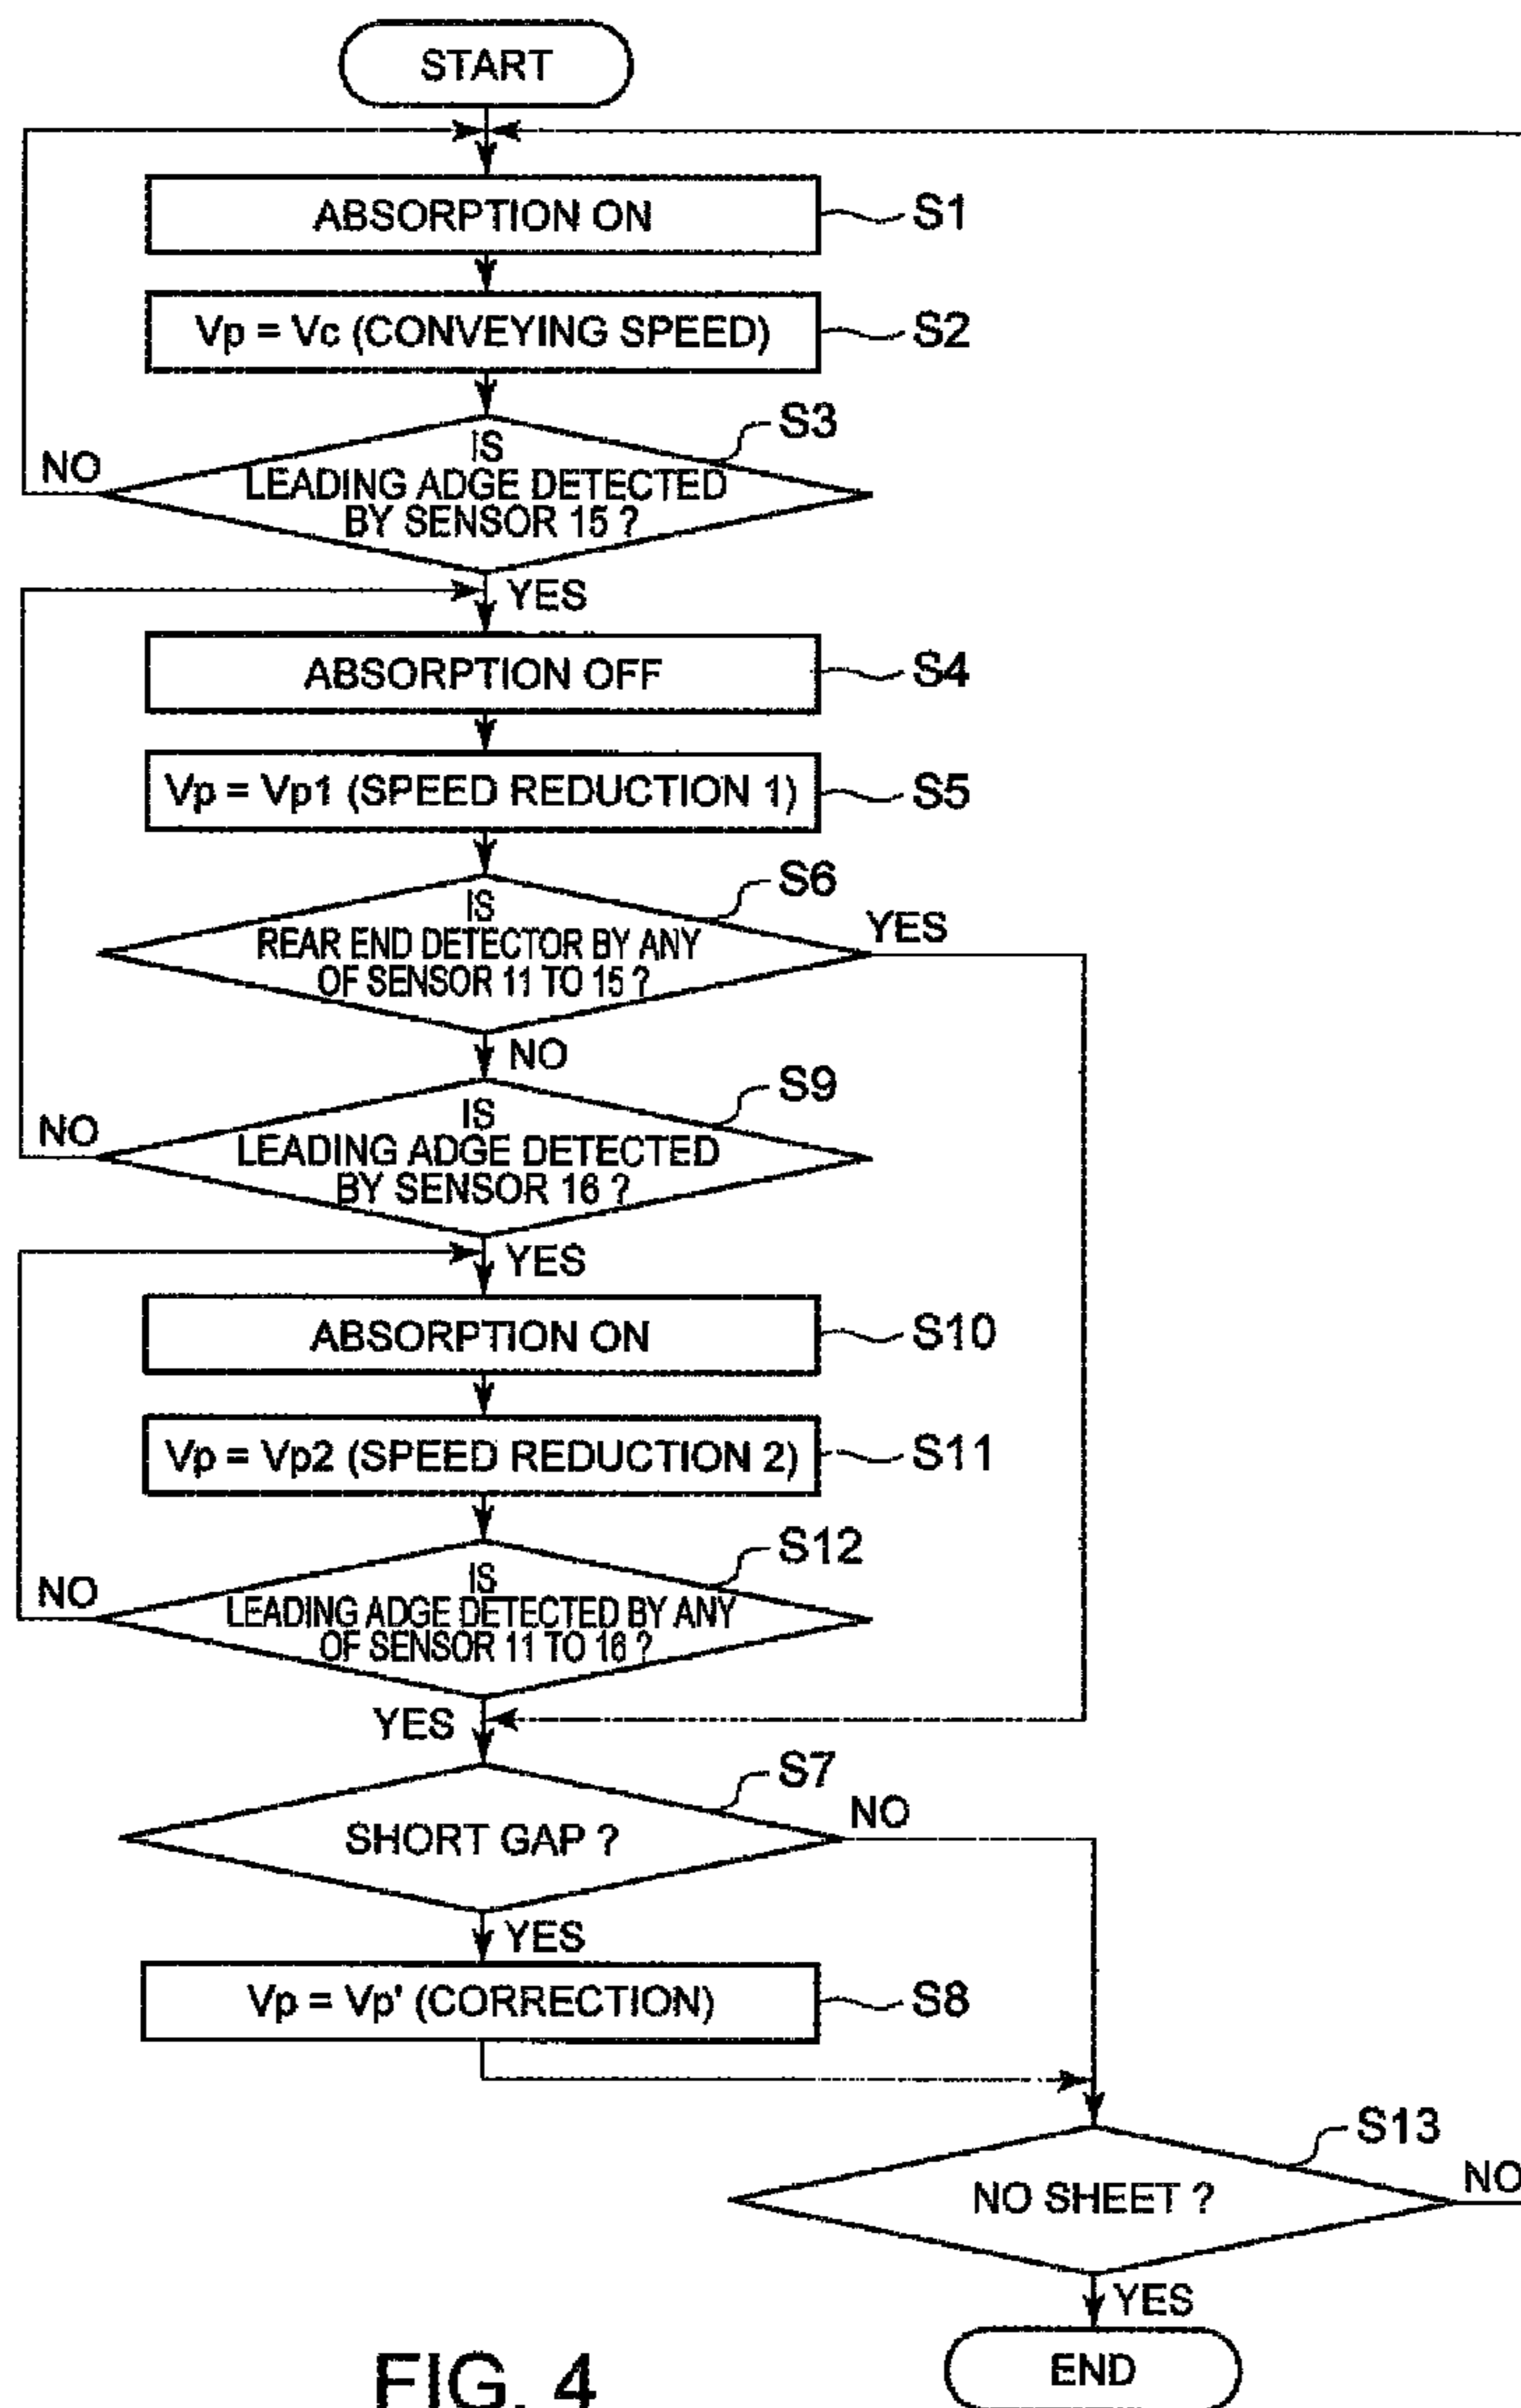 START
ABSORPTION ON
S1
Vp = Vc (CONVEYING SPEED)
S2
S3
IS
LEADING ADGE DETECTED
BY SENSOR 15 ?
NO
YES
ABSORPTION OFF
S4
Vp = Vp1 (SPEED REDUCTION 1)
S5
S6
IS
REAR END DETECTOR BY ANY
OF SENSOR 11 TO 15 ?
YES
NO
S9
IS
LEADING ADGE DETECTED
BY SENSOR 16 ?
NO
YES
ABSORPTION ON
S10
Vp = Vp2 (SPEED REDUCTION 2)
S11
S12
IS
LEADING ADGE DETECTED BY ANY
OF SENSOR 11 TO 16 ?
NO
YES
S7
SHORT GAP ?
NO
YES
Vp = Vp' (CORRECTION)
S8
S13
NO SHEET ?
NO
YES
END
FIG. 4